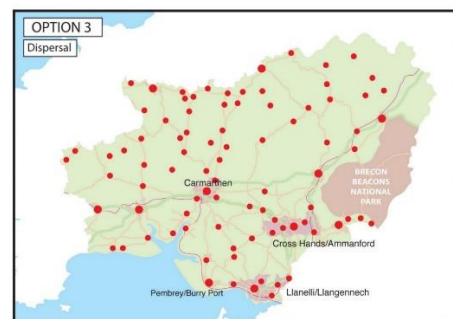 OPTION 3
Dispersal
BRECON
BEACONS
NATIONAL
PARK
Carmarthen
Cross Hands/Ammanford
Pembrey/Burry Port
Llanelli/Llangennech